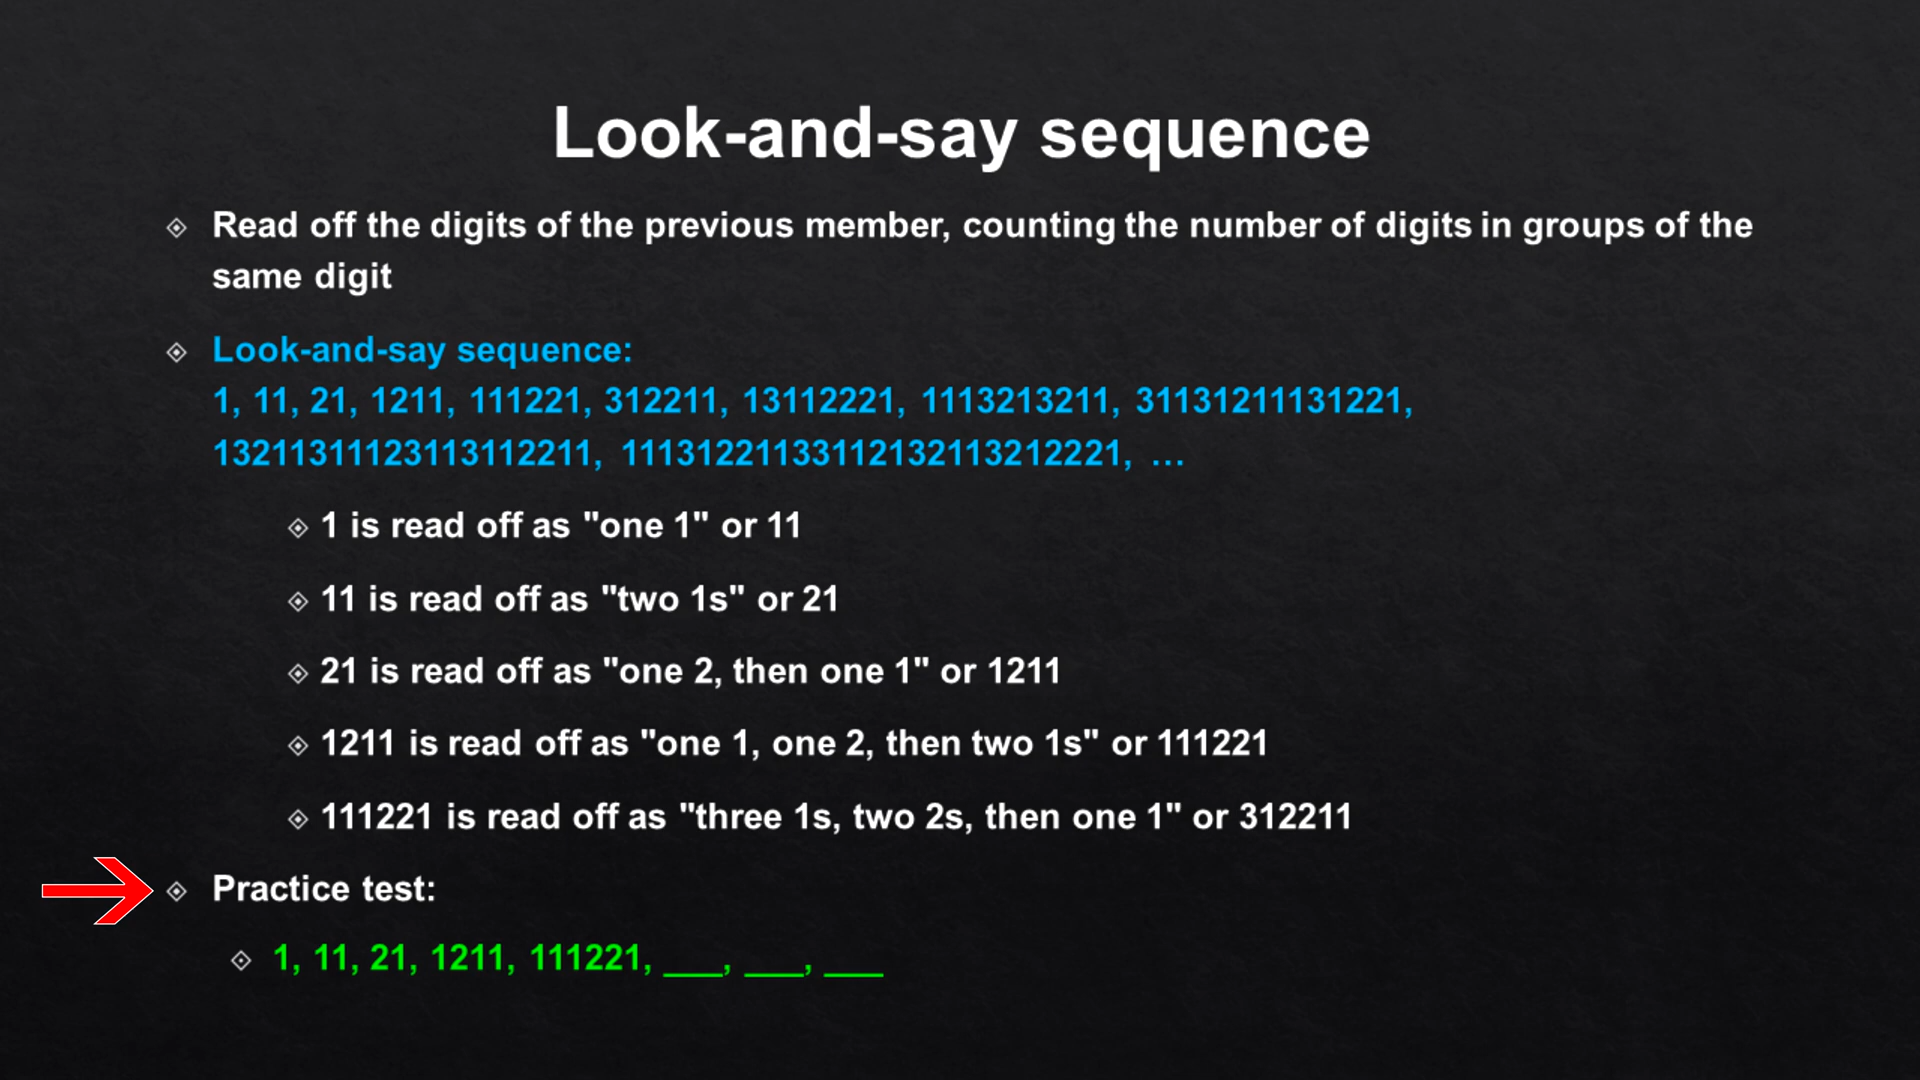 Look-and-say sequence
Read off the digits of the previous member, counting the number of digits in groups of the
same digit
Look-and-say sequence:
1, 11, 21, 1211, 111221, 312211, 13112221, 1113213211, 31131211131221,
13211311123113112211, 11131221133112132113212221, ...
1 is read off as "one 1" or 11
11 is read off as "two 1s" or 21
21 is read off as "one 2, then one 1" or 1211
1211 is read off as "one 1, one 2, then two 1s" or 111221
111221 is read off as "three 1s, two 2s, then one 1" or 312211
Practice test:
1, 11, 21, 1211, 111221, ___, ___, ___